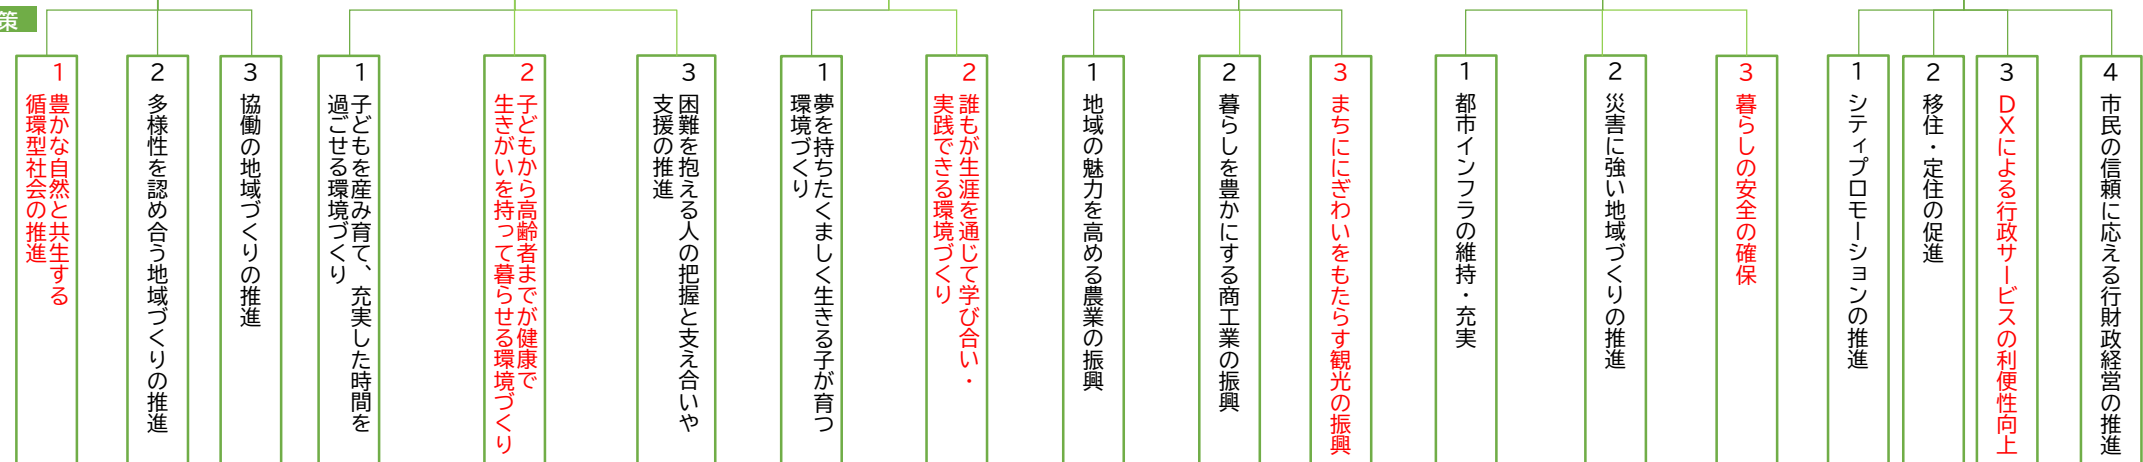 策
1
豊かな自然と共生する
循環型社会の推進
2
多様性を認め合う地域づくりの推進
3
協働の地域づくりの推進
1
子どもを産み育て、充実した時間を
過ごせる環境づくり
2
子どもから高齢者までが健康で
生きがいを持って暮らせる環境づくり
3
困難を抱える人の把握と支え合いや
支援の推進
1
夢を持ちたくましく生きる子が育つ
環境づくり
2
誰もが生涯を通じて学び合い・
実践できる環境づくり
1
地域の魅力を高める農業の振興
2
暮らしを豊かにする商工業の振興
3
まちににぎわいをもたらす観光の振興
1
都市インフラの維持・充実
2
災害に強い地域づくりの推進
3
暮らしの安全の確保
1
シティプロモーションの推進
2
移住・定住の促進
3
DXによる行政サービスの利便性向上
4
市民の信頼に応える行財政経営の推進